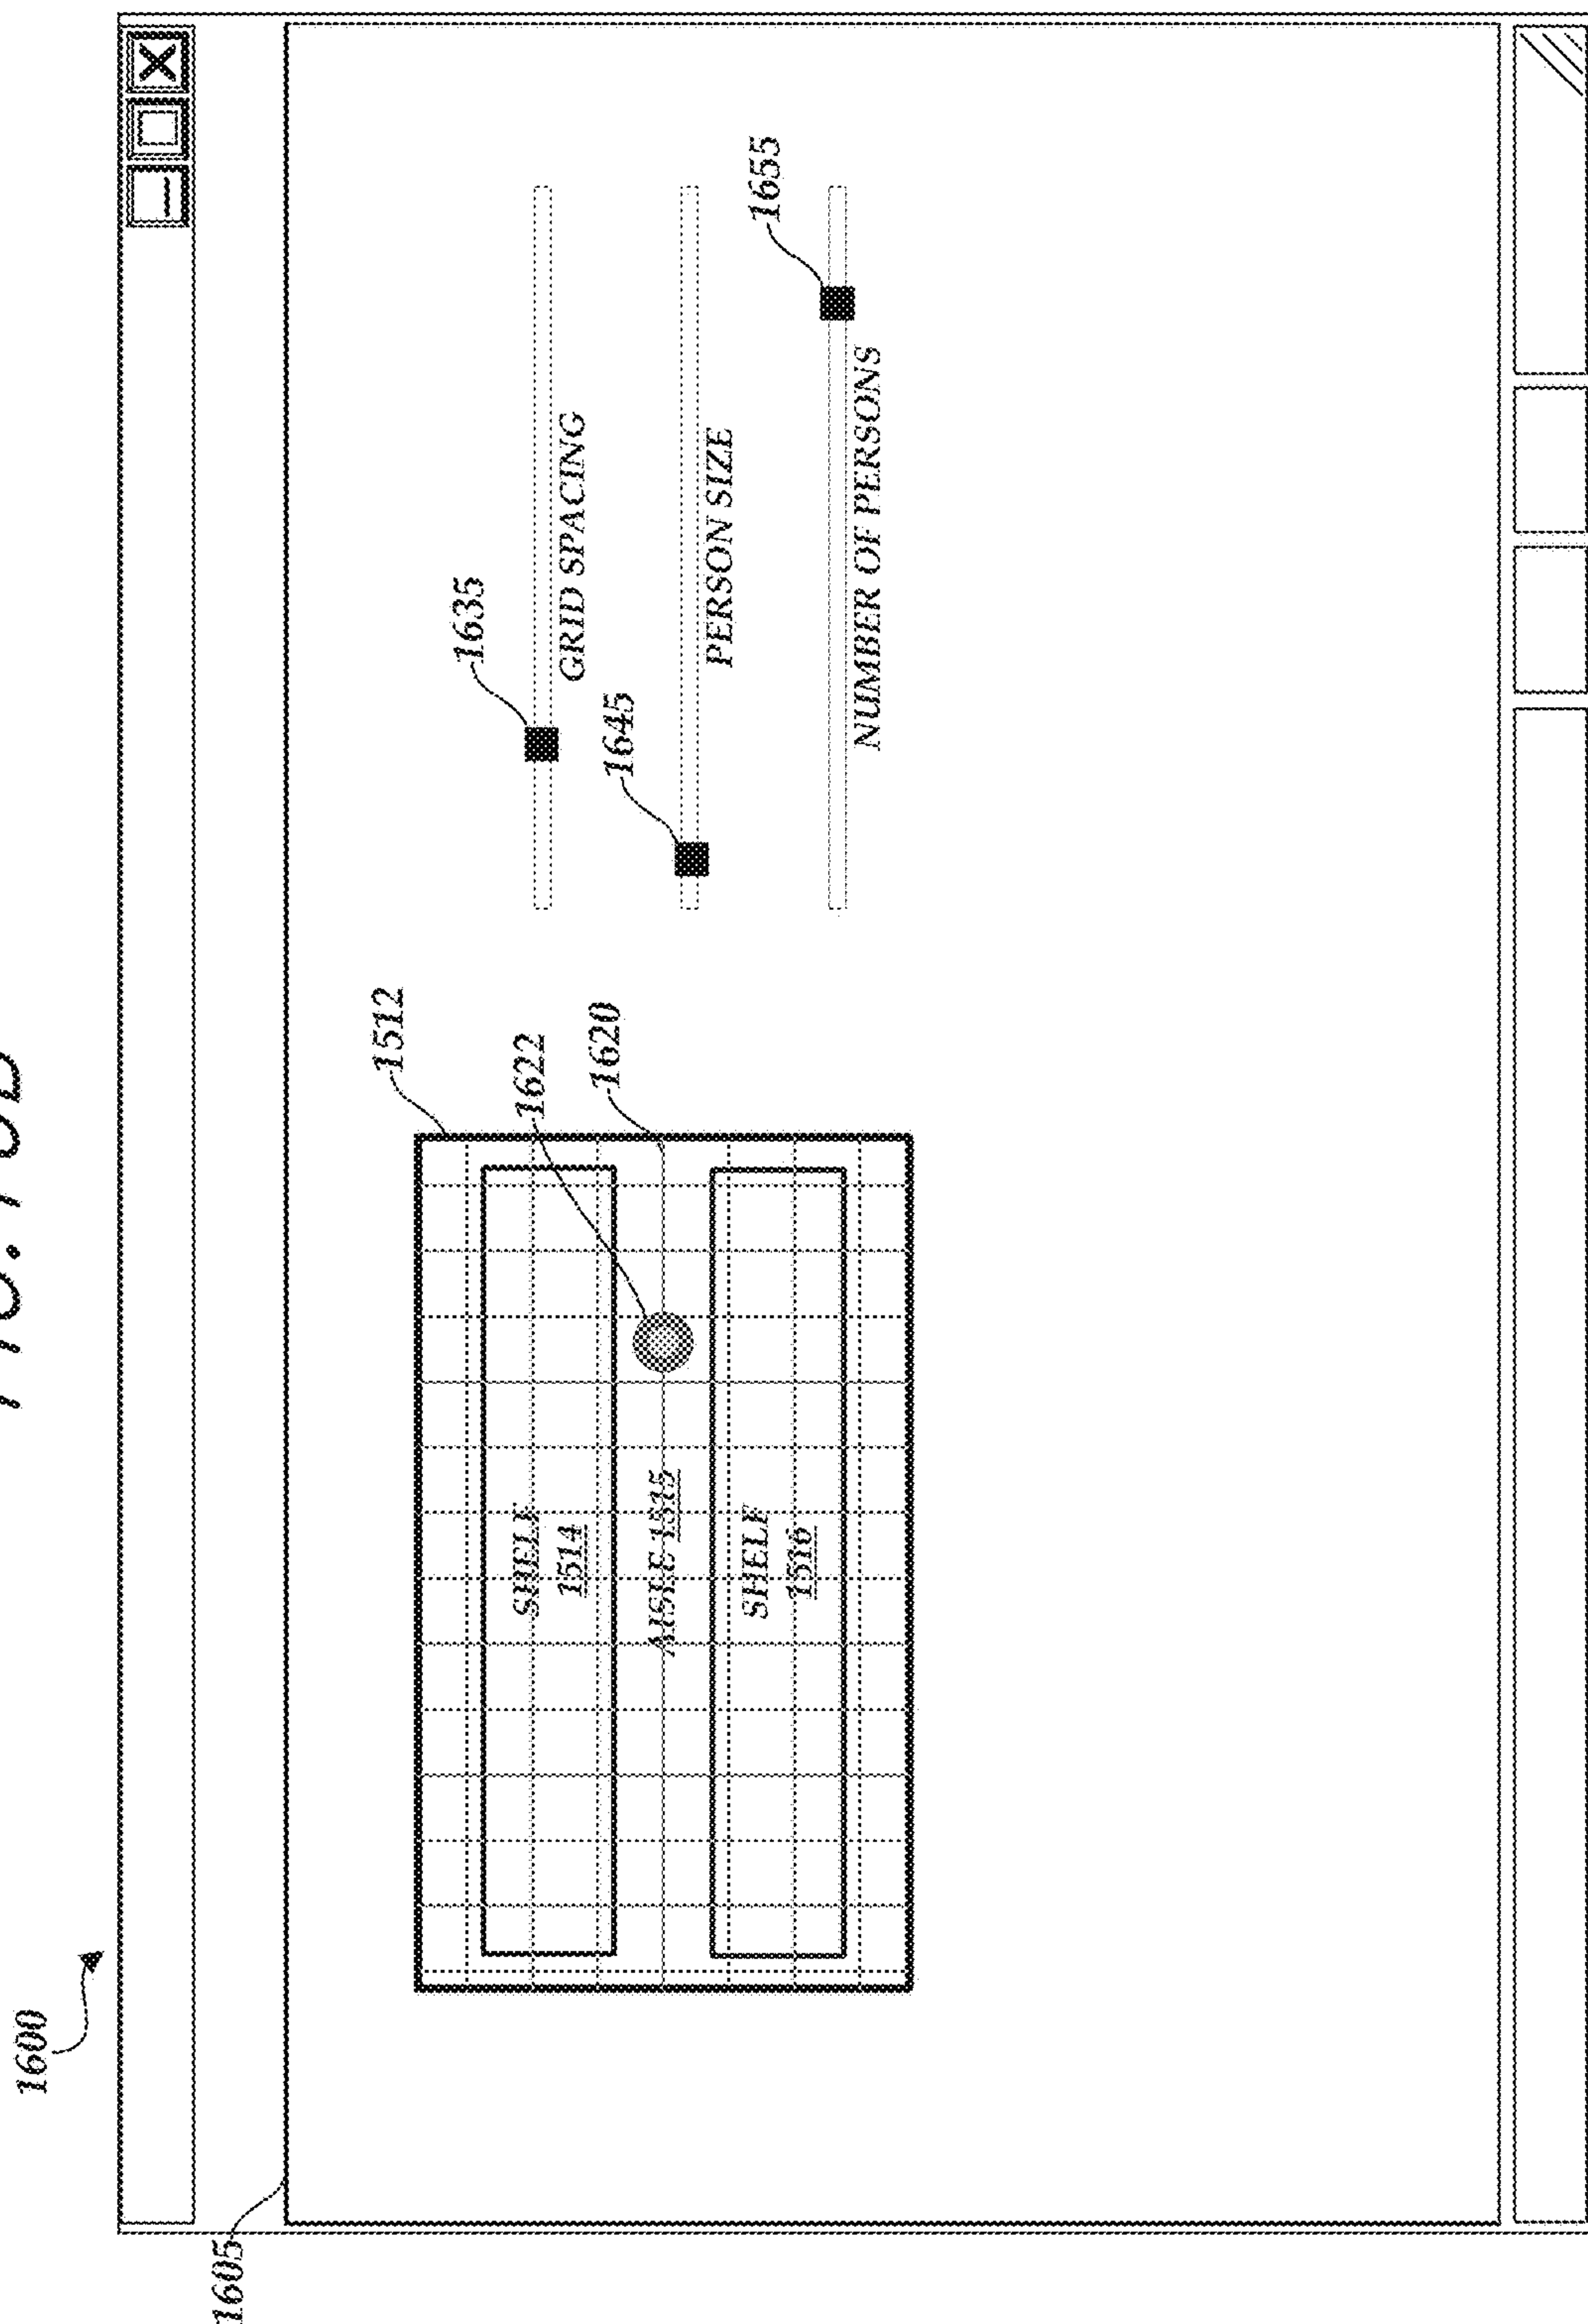 1600
1605
1512
1622
1620
SHELF
1514
AISLE 1515
SHELF
1516
1635
GRID SPACING
1645
PERSON SIZE
1655
NUMBER OF PERSONS